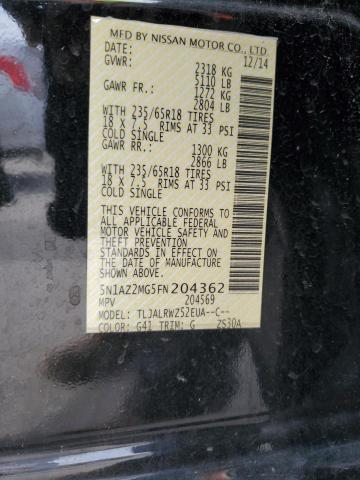 MFD BY NISSAN MOTOR CO., LTD.
DATE: 12/14
GVWR: 2318 KG
5110 LB
GAWR FR.: 1272 KG
2804 LB
WITH 235/65R18 TIRES
18 X 7.5 RIMS AT 33 PSI
COLD SINGLE
GAWR RR.: 1300 KG
2866 LB
WITH 235/65R18 TIRES
18 X 7.5 RIMS AT 33 PSI
COLD SINGLE
THIS VEHICLE CONFORMS TO
ALL APPLICABLE FEDERAL
MOTOR VEHICLE SAFETY AND
THEFT PREVENTION
STANDARDS IN EFFECT ON THE
DATE OF MANUFACTURE
SHOWN ABOVE.
5N1AZ2MG5FN204362
MPV 204569
MODEL: TLJALRWZ52EUA--C--
COLOR: G41 TRIM: G ZS30A